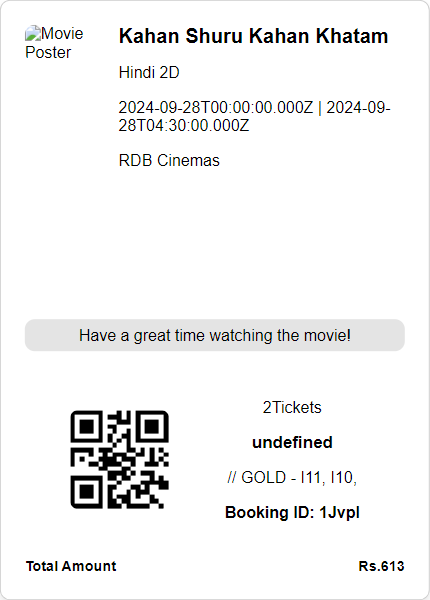 Movie
Poster
Kahan Shuru Kahan Khatam
Hindi 2D
2024-09-28T00:00:00.000Z | 2024-09-
28T04:30:00.000Z
RDB Cinemas
Have a great time watching the movie!
2Tickets
undefined
// GOLD - I11, I10,
Booking ID: 1Jvpl
Total Amount
Rs.613